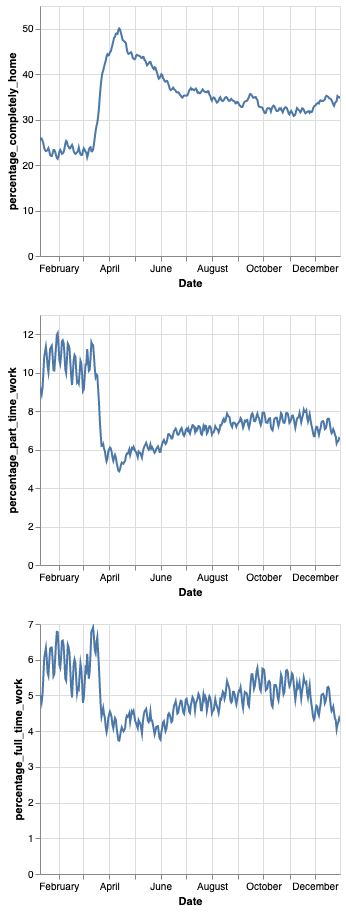 percentage_completely_home
50
40
30
20
10
0
February April June August October December
Date
percentage_part_time_work
12
10
8
6
4
2
0
February April June August October December
Date
percentage_full_time_work
7
6
5
4
3
2
1
0
February April June August October December
Date